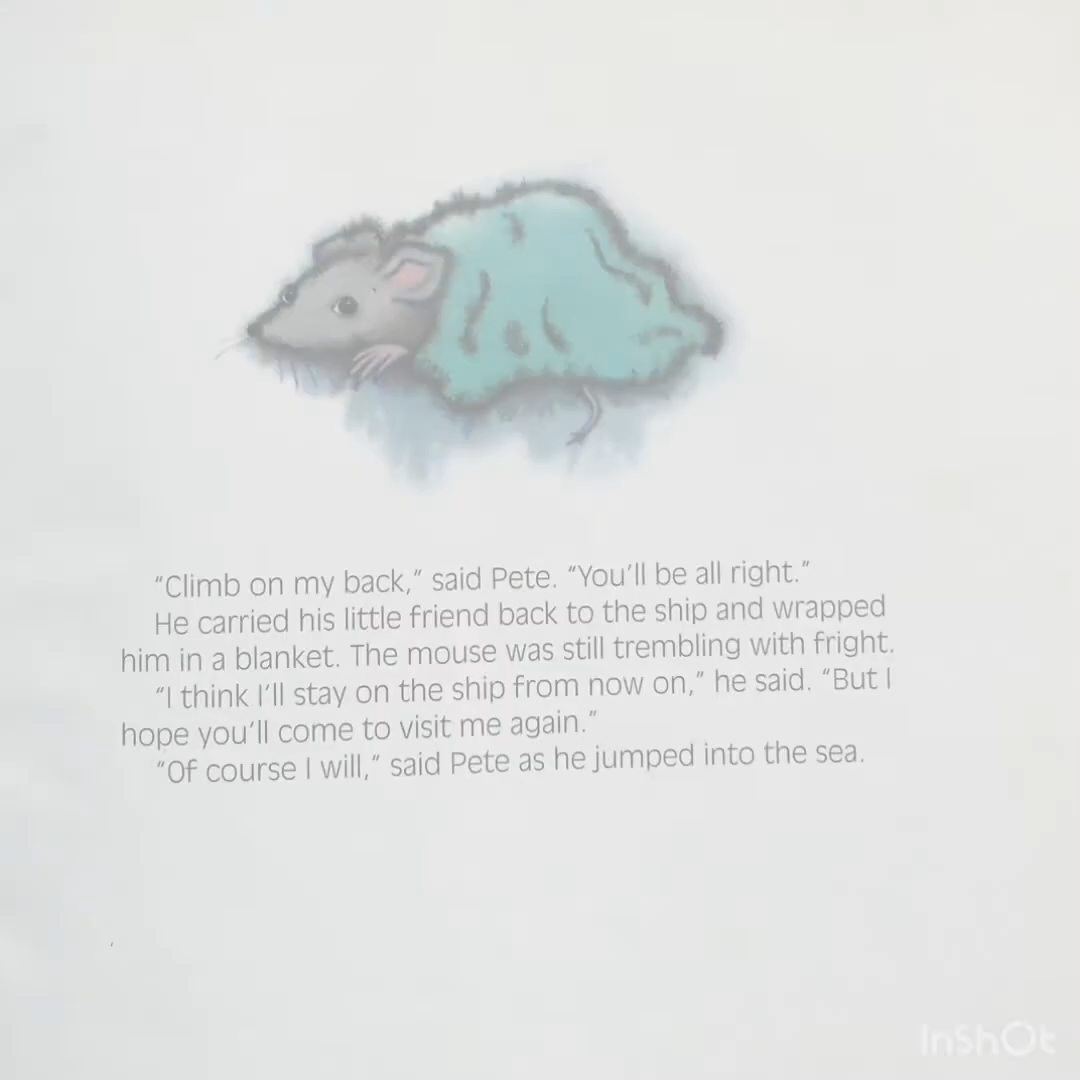 “Climb on my back,” said Pete. “You’ll be all right.”
He carried his little friend back to the ship and wrapped
him in a blanket. The mouse was still trembling with fright.
“I think I’ll stay on the ship from now on,” he said. “But I
hope you’ll come to visit me again.”
“Of course I will,” said Pete as he jumped into the sea.
InShOt